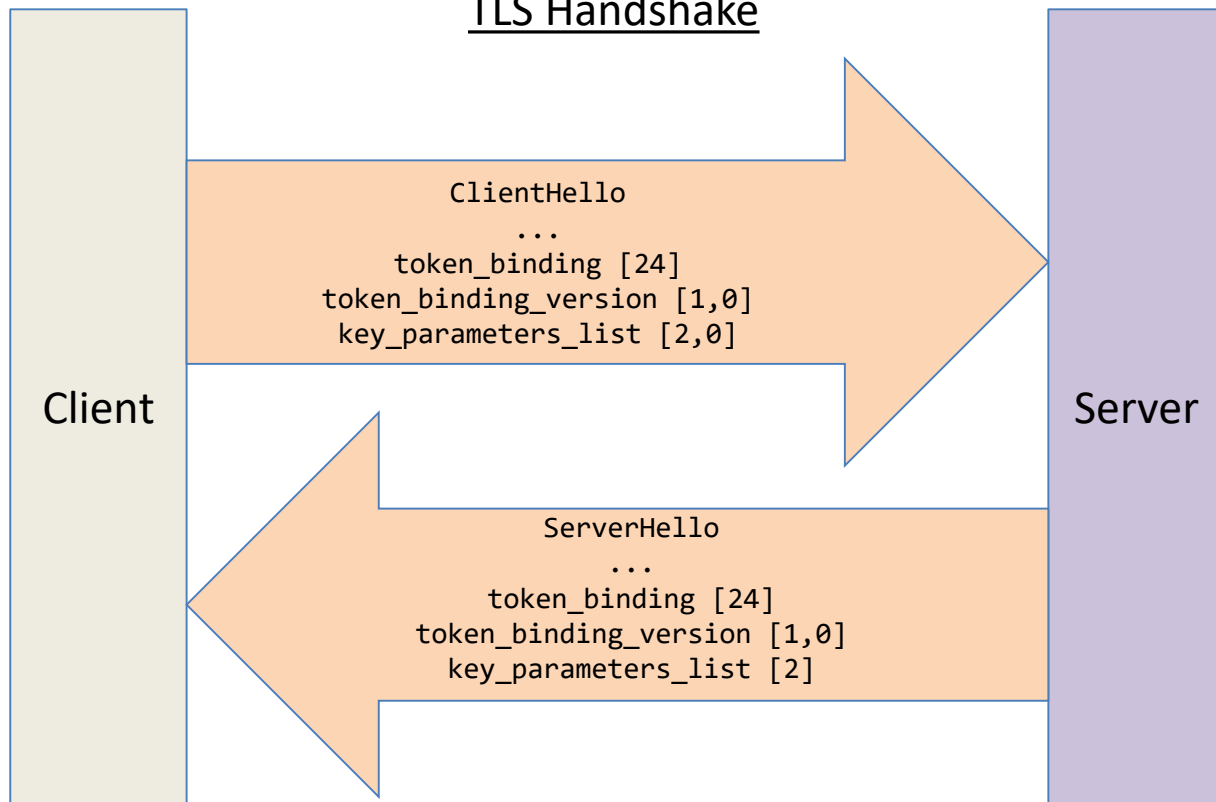 TLS Handshake
ClientHello
...
token_binding [24]
token_binding_version [1,0]
key_parameters_list [2,0]
Client
Server
ServerHello
...
token_binding [24]
token_binding_version [1,0]
key_parameters_list [2]